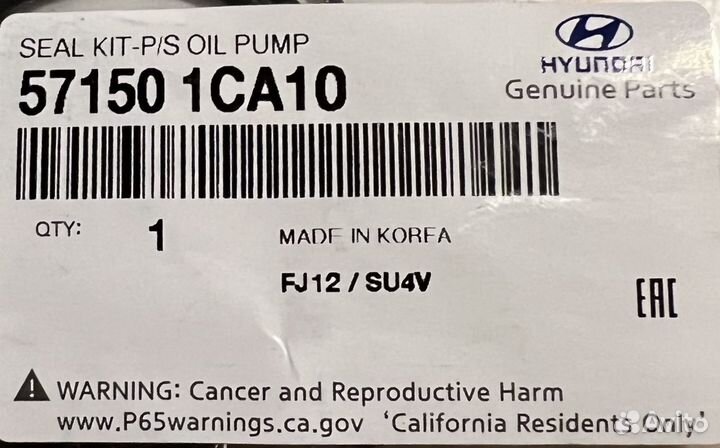 SEAL KIT-P/S OIL PUMP
57150 1CA10
HYUNDAI
Genuine Parts
QTY: 1
MADE IN KOREA
FJ12 / SU4V
EAC
WARNING: Cancer and Reproductive Harm
www.P65warnings.ca.gov 'California Residents Only'
Avito